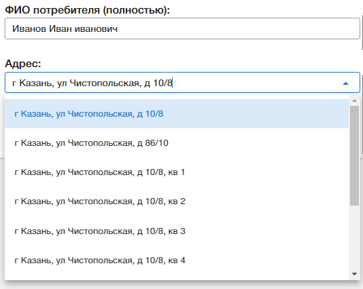 ФИО потребителя (полностью):
Иванов Иван иванович
Адрес:
г Казань, ул Чистопольская, д 10/8
г Казань, ул Чистопольская, д 10/8
г Казань, ул Чистопольская, д 86/10
г Казань, ул Чистопольская, д 10/8, кв 1
г Казань, ул Чистопольская, д 10/8, кв 2
г Казань, ул Чистопольская, д 10/8, кв 3
г Казань, ул Чистопольская, д 10/8, кв 4